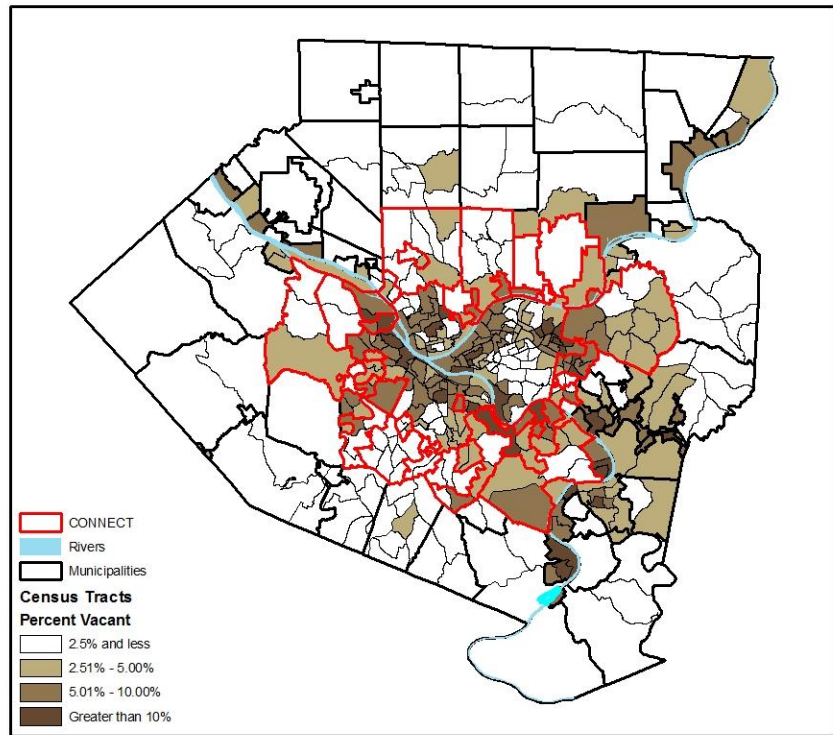 CONNECT
Rivers
Municipalities
Census Tracts
Percent Vacant
2.5% and less
2.51% - 5.00%
5.01% - 10.00%
Greater than 10%